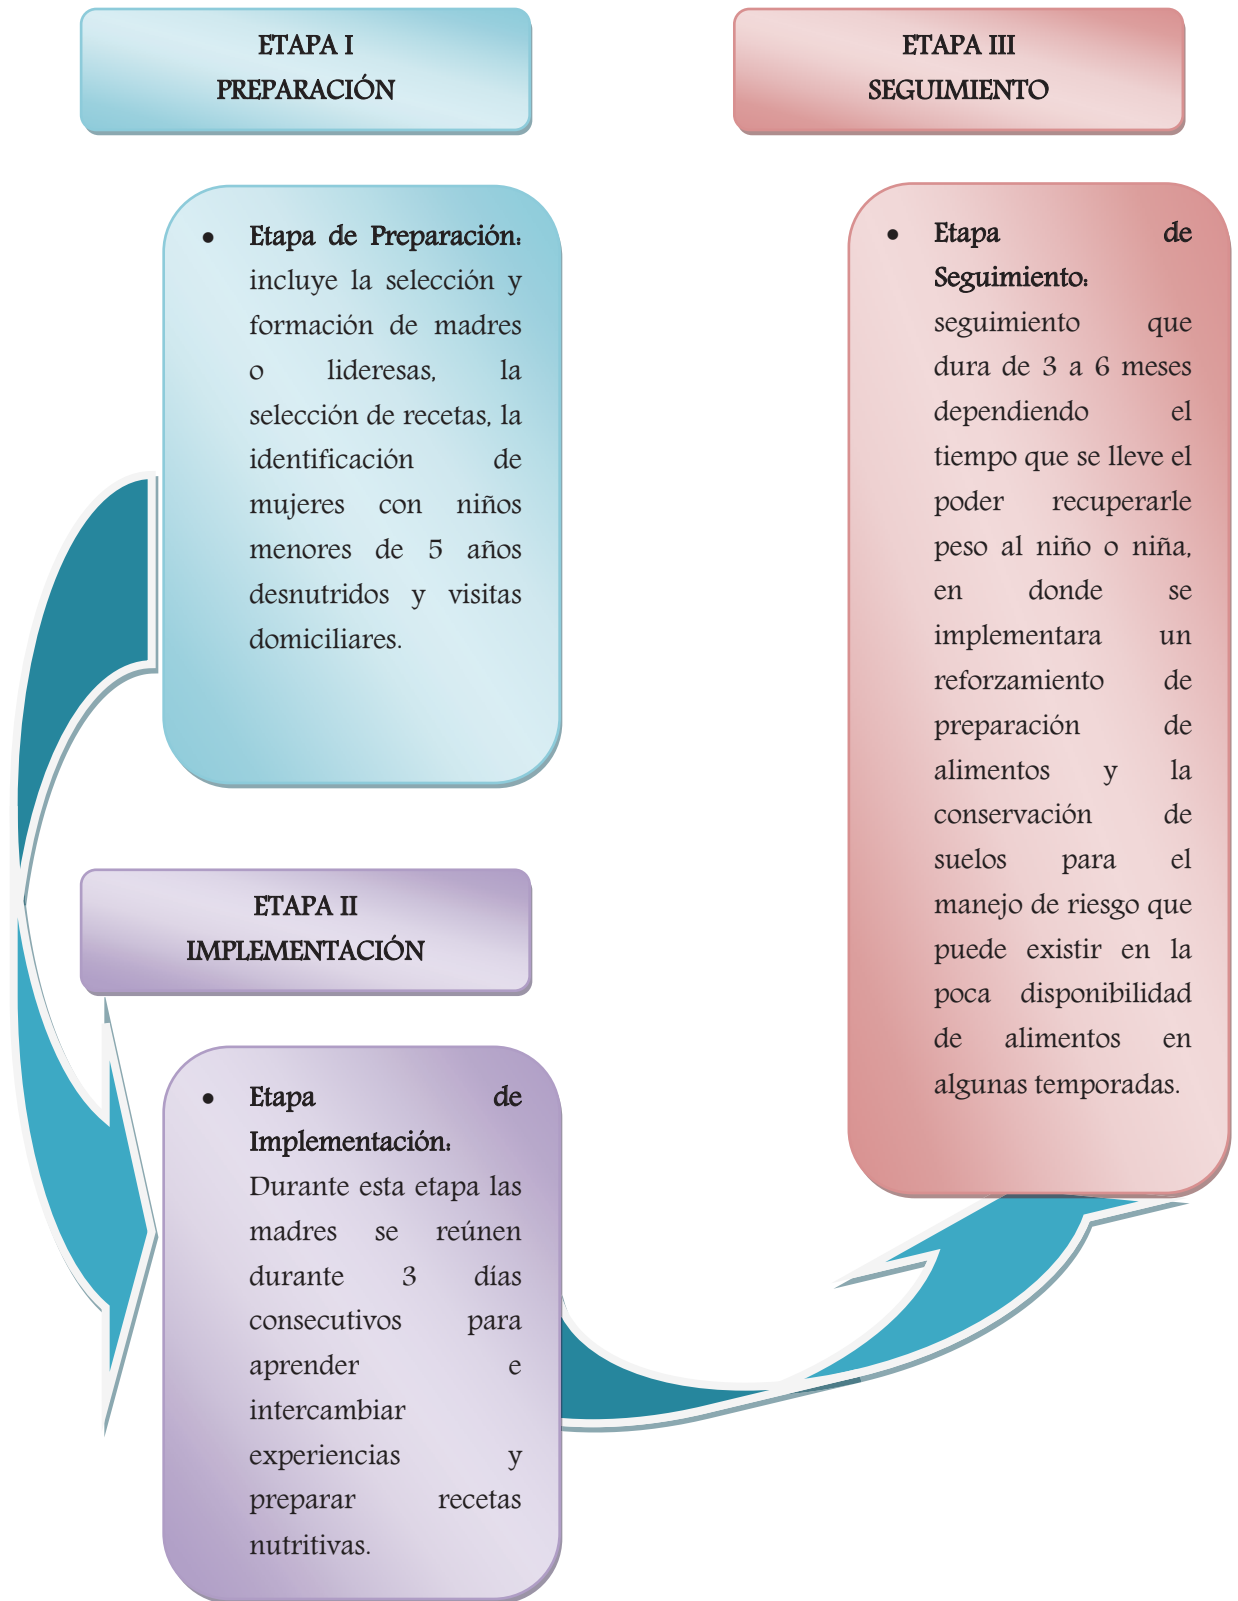 ETAPA I
PREPARACIÓN
• Etapa de Preparación:
incluye la selección y
formación de madres
o lideresas, la
selección de recetas, la
identificación de
mujeres con niños
menores de 5 años
desnutridos y visitas
domiciliares.
ETAPA II
IMPLEMENTACIÓN
• Etapa de
Implementación:
Durante esta etapa las
madres se reúnen
durante 3 días
consecutivos para
aprender e
intercambiar
experiencias y
preparar recetas
nutritivas.
ETAPA III
SEGUIMIENTO
• Etapa de
Seguimiento:
seguimiento que
dura de 3 a 6 meses
dependiendo el
tiempo que se lleve el
poder recuperarle
peso al niño o niña,
en donde se
implementara un
reforzamiento de
preparación de
alimentos y la
conservación de
suelos para el
manejo de riesgo que
puede existir en la
poca disponibilidad
de alimentos en
algunas temporadas.